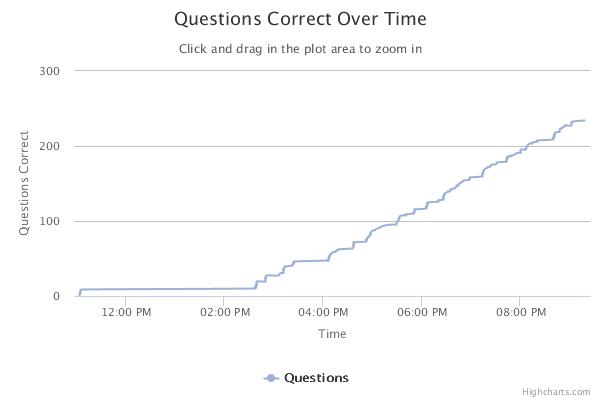 Questions Correct Over Time
Click and drag in the plot area to zoom in
300
200
100
0
Questions Correct
12:00 PM
02:00 PM
04:00 PM
06:00 PM
08:00 PM
Time
Questions
Highcharts.com